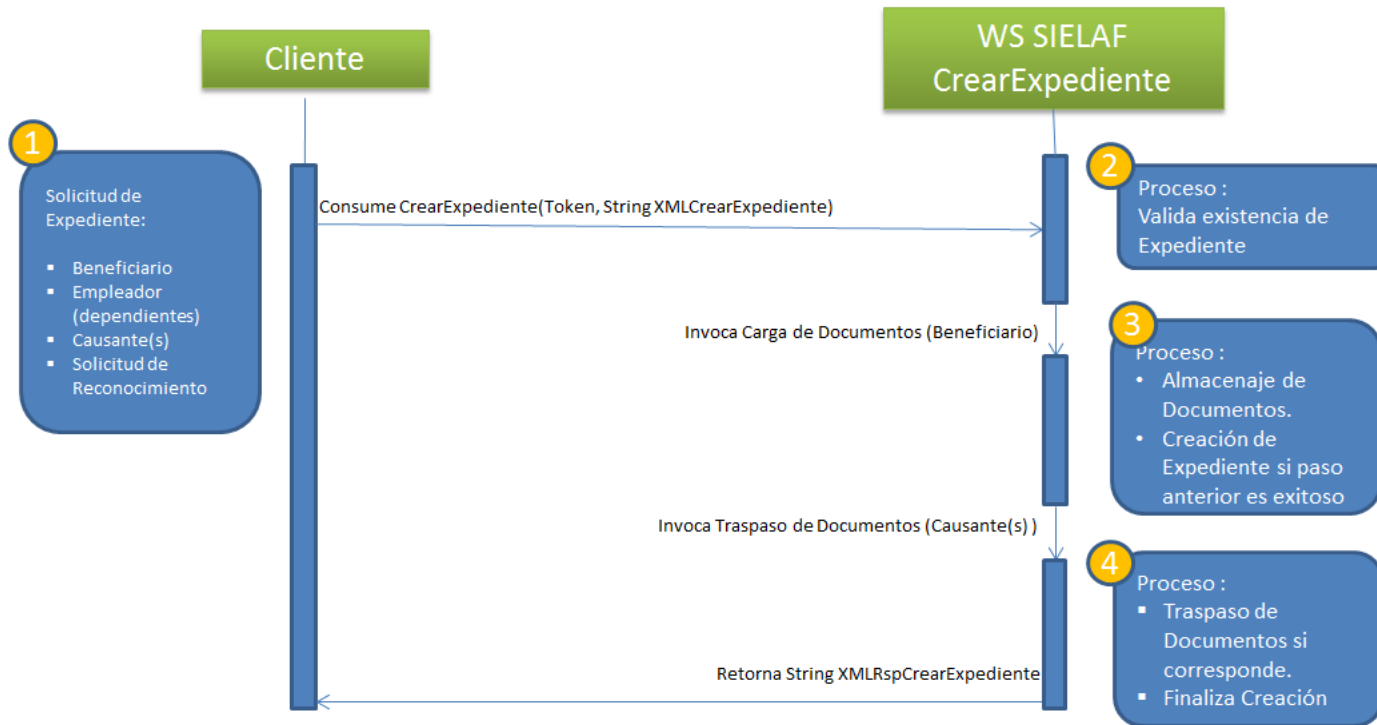 Cliente
WS SIELAF
CrearExpediente
1
Solicitud de
Expediente:
▪ Beneficiario
▪ Empleador
(dependientes)
▪ Causante(s)
▪ Solicitud de
Reconocimiento
Consume CrearExpediente(Token, String XMLCrearExpediente)
2
Proceso :
Valida existencia de
Expediente
Invoca Carga de Documentos (Beneficiario)
3
Proceso :
• Almacenaje de
Documentos.
• Creación de
Expediente si paso
anterior es exitoso
Invoca Traspaso de Documentos (Causante(s) )
4
Proceso :
▪ Traspaso de
Documentos si
corresponde.
▪ Finaliza Creación
Retorna String XMLRspCrearExpediente